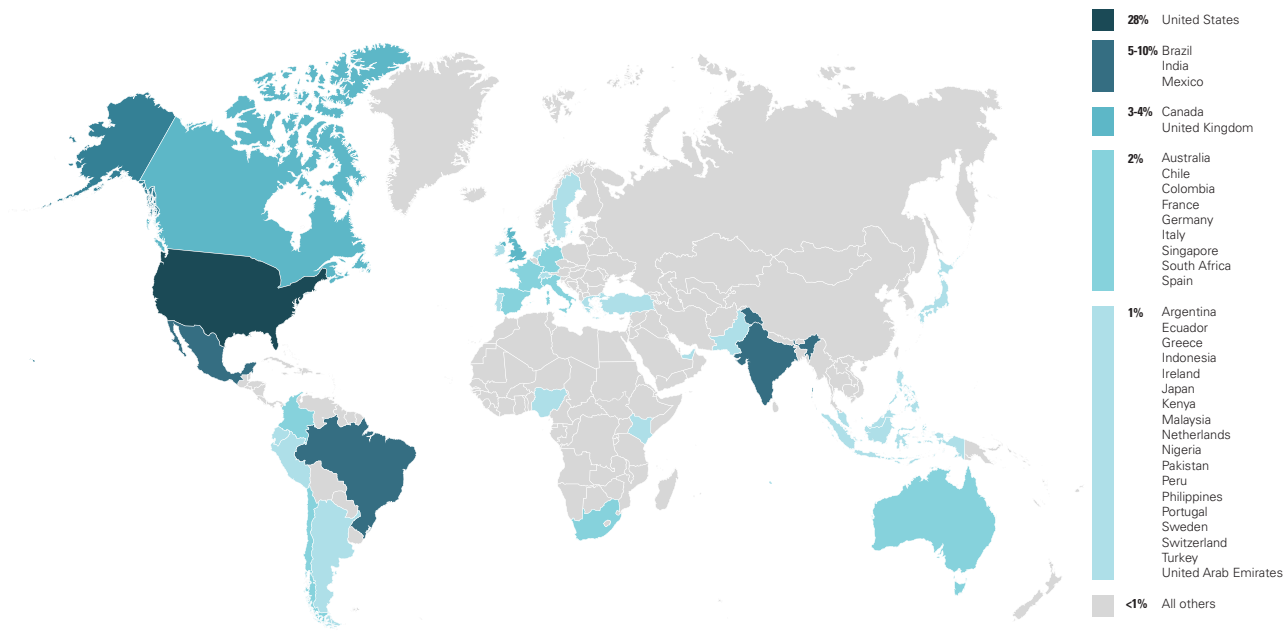 28% United States
5-10% Brazil
India
Mexico
3-4% Canada
United Kingdom
2% Australia
Chile
Colombia
France
Germany
Italy
Singapore
South Africa
Spain
1% Argentina
Ecuador
Greece
Indonesia
Ireland
Japan
Kenya
Malaysia
Netherlands
Nigeria
Pakistan
Peru
Philippines
Portugal
Sweden
Switzerland
Turkey
United Arab Emirates
<1% All others